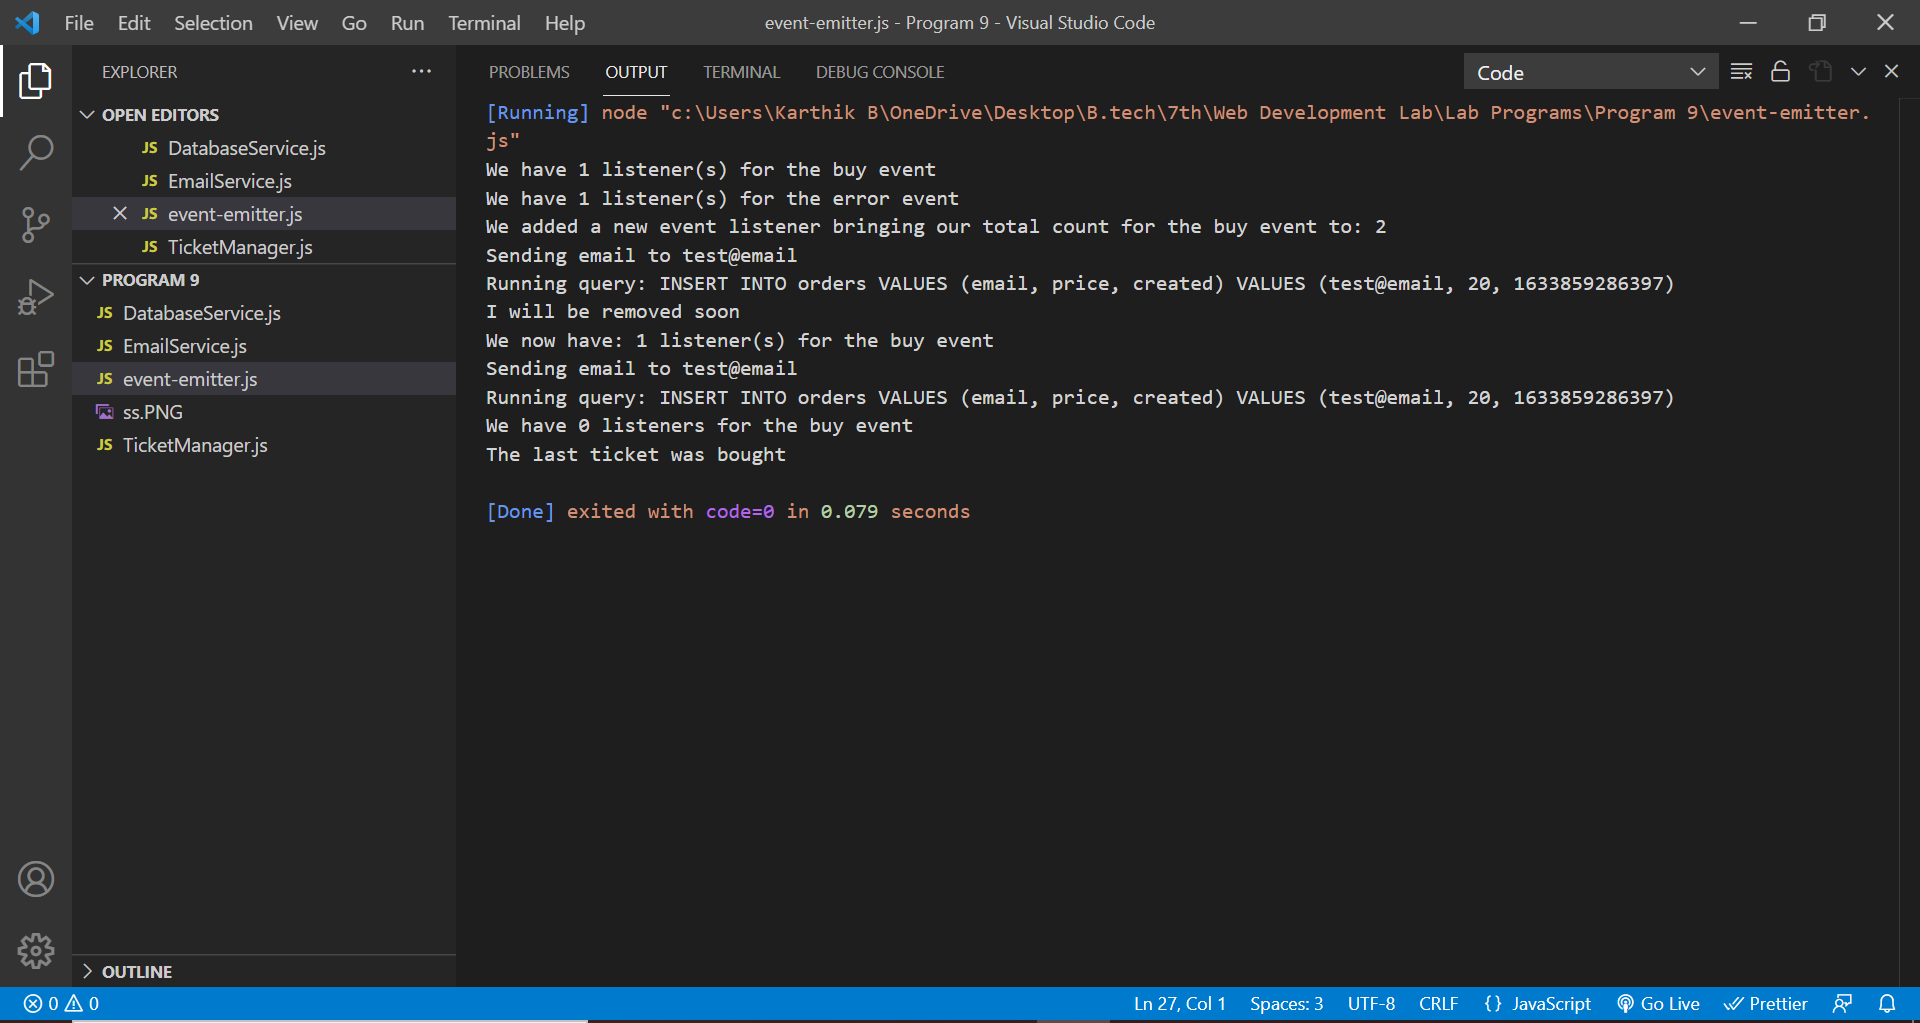 File Edit Selection View Go Run Terminal Help
event-emitter.js - Program 9 - Visual Studio Code
EXPLORER
OPEN EDITORS
JS DatabaseService.js
JS EmailService.js
JS event-emitter.js
JS TicketManager.js
PROGRAM 9
JS DatabaseService.js
JS EmailService.js
JS event-emitter.js
ss.PNG
JS TicketManager.js
OUTLINE
PROBLEMS OUTPUT TERMINAL DEBUG CONSOLE
Code
[Running] node "c:\Users\Karthik B\OneDrive\Desktop\B.tech\7th\Web Development Lab\Lab Programs\Program 9\event-emitter.
js"
We have 1 listener(s) for the buy event
We have 1 listener(s) for the error event
We added a new event listener bringing our total count for the buy event to: 2
Sending email to test@email
Running query: INSERT INTO orders VALUES (email, price, created) VALUES (test@email, 20, 1633859286397)
I will be removed soon
We now have: 1 listener(s) for the buy event
Sending email to test@email
Running query: INSERT INTO orders VALUES (email, price, created) VALUES (test@email, 20, 1633859286397)
We have 0 listeners for the buy event
The last ticket was bought
[Done] exited with code=0 in 0.079 seconds
0 0
Ln 27, Col 1 Spaces: 3 UTF-8 CRLF {} JavaScript Go Live Prettier